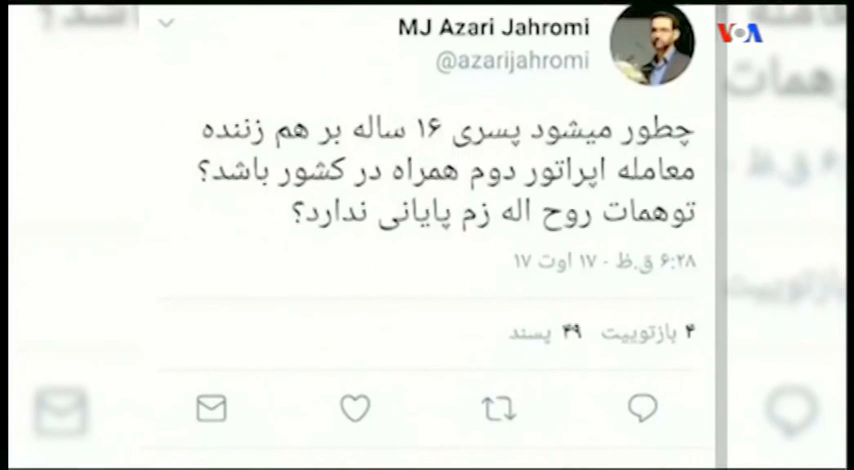 MJ Azari Jahromi
@azarijahromi
VOA
چطور میشود پسری ۱۶ ساله بر هم زننده
معامله اپراتور دوم همراه در کشور باشد؟
توهمات روح اله زم پایانی ندارد؟
۶:۲۸ ق.ظ - ۱۷ اوت ۱۷
۴ بازتوییت ۴۹ پسند